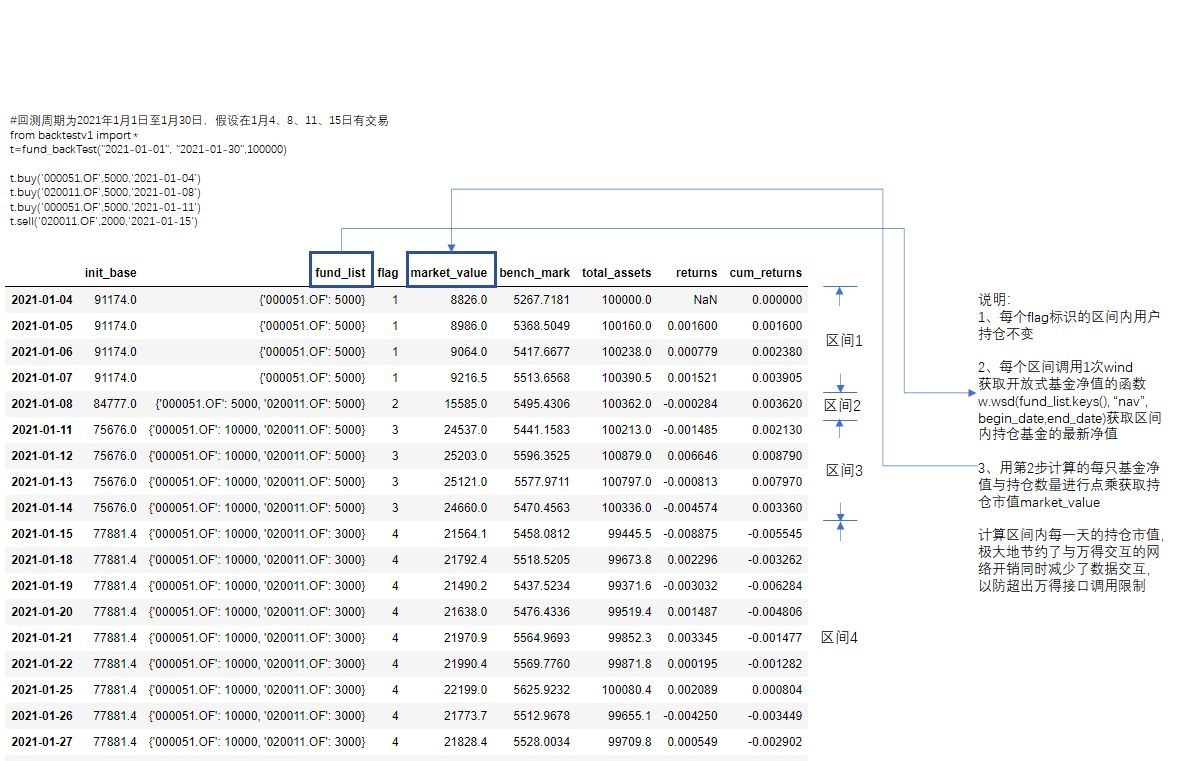 #回测周期为2021年1月1日至1月30日，假设在1月4、8、11、15日有交易
from backtestv1 import *
t=fund_backTest("2021-01-01", "2021-01-30",100000)
t.buy('000051.OF',5000,'2021-01-04')
t.buy('020011.OF',5000,'2021-01-08')
t.buy('000051.OF',5000,'2021-01-11')
t.sell('020011.OF',2000,'2021-01-15')
init_base fund_list flag market_value bench_mark total_assets returns cum_returns
2021-01-04 91174.0 {'000051.OF': 5000} 1 8826.0 5267.7181 100000.0 NaN 0.000000
2021-01-05 91174.0 {'000051.OF': 5000} 1 8986.0 5368.5049 100160.0 0.001600 0.001600
2021-01-06 91174.0 {'000051.OF': 5000} 1 9064.0 5417.6677 100238.0 0.000779 0.002380
2021-01-07 91174.0 {'000051.OF': 5000} 1 9216.5 5513.6568 100390.5 0.001521 0.003905
2021-01-08 84777.0 {'000051.OF': 5000, '020011.OF': 5000} 2 15585.0 5495.4306 100362.0 -0.000284 0.003620
2021-01-11 75676.0 {'000051.OF': 10000, '020011.OF': 5000} 3 24537.0 5441.1583 100213.0 -0.001485 0.002130
2021-01-12 75676.0 {'000051.OF': 10000, '020011.OF': 5000} 3 25203.0 5596.3525 100879.0 0.006646 0.008790
2021-01-13 75676.0 {'000051.OF': 10000, '020011.OF': 5000} 3 25121.0 5577.9711 100797.0 -0.000813 0.007970
2021-01-14 75676.0 {'000051.OF': 10000, '020011.OF': 5000} 3 24660.0 5470.4563 100336.0 -0.004574 0.003360
2021-01-15 77881.4 {'000051.OF': 10000, '020011.OF': 3000} 4 21564.1 5458.0812 99445.5 -0.008875 -0.005545
2021-01-18 77881.4 {'000051.OF': 10000, '020011.OF': 3000} 4 21792.4 5518.5205 99673.8 0.002296 -0.003262
2021-01-19 77881.4 {'000051.OF': 10000, '020011.OF': 3000} 4 21490.2 5437.5234 99371.6 -0.003032 -0.006284
2021-01-20 77881.4 {'000051.OF': 10000, '020011.OF': 3000} 4 21638.0 5476.4336 99519.4 0.001487 -0.004806
2021-01-21 77881.4 {'000051.OF': 10000, '020011.OF': 3000} 4 21970.9 5564.9693 99852.3 0.003345 -0.001477
2021-01-22 77881.4 {'000051.OF': 10000, '020011.OF': 3000} 4 21990.4 5569.7760 99871.8 0.000195 -0.001282
2021-01-25 77881.4 {'000051.OF': 10000, '020011.OF': 3000} 4 22199.0 5625.9232 100080.4 0.002089 0.000804
2021-01-26 77881.4 {'000051.OF': 10000, '020011.OF': 3000} 4 21773.7 5512.9678 99655.1 -0.004250 -0.003449
2021-01-27 77881.4 {'000051.OF': 10000, '020011.OF': 3000} 4 21828.4 5528.0034 99709.8 0.000549 -0.002902
区间1
区间2
区间3
区间4
说明:
1、每个flag标识的区间内用户
持仓不变
2、每个区间调用1次wind
获取开放式基金净值的函数
w.wsd(fund_list.keys(), "nav",
begin_date,end_date)获取区间
内持仓基金的最新净值
3、用第2步计算的每只基金净
值与持仓数量进行点乘获取持
仓市值market_value
计算区间内每一天的持仓市值,
极大地节约了与万得交互的网
络开销同时减少了数据交互,
以防超出万得接口调用限制